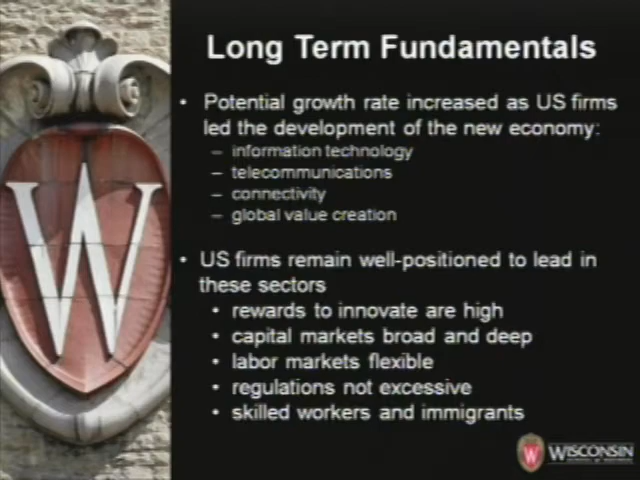 W
Long Term Fundamentals
• Potential growth rate increased as US firms
led the development of the new economy:
– information technology
– telecommunications
– connectivity
– global value creation
• US firms remain well-positioned to lead in
these sectors
• rewards to innovate are high
• capital markets broad and deep
• labor markets flexible
• regulations not excessive
• skilled workers and immigrants
W WISCONSIN